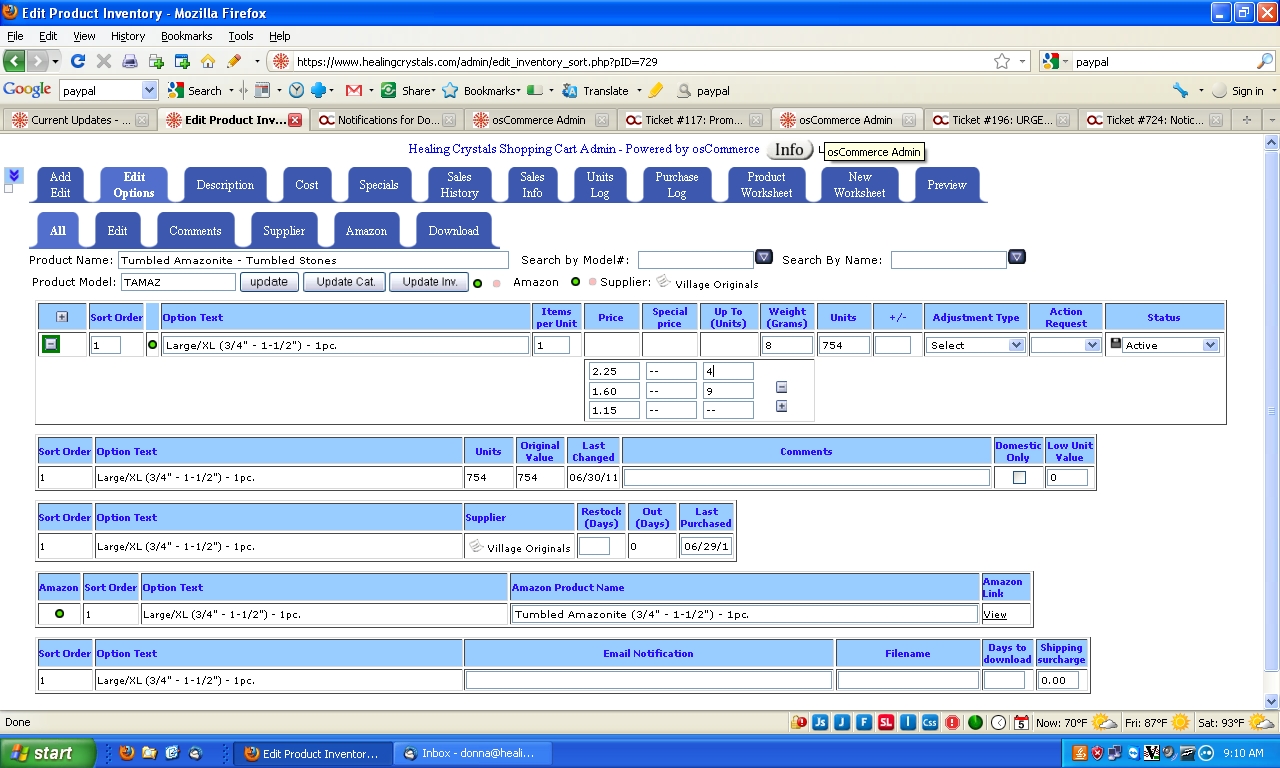 Edit Product Inventory - Mozilla Firefox
File Edit View History Bookmarks Tools Help
https://www.healingcrystals.com/admin/edit_inventory_sort.php?pID=729 paypal
Google paypal Search Share Bookmarks Translate paypal Sign in
Current Updates - ... Edit Product Inv... Notifications for Do... osCommerce Admin Ticket #117: Prom... osCommerce Admin Ticket #196: URGE... Ticket #724: Notic...
Healing Crystals Shopping Cart Admin - Powered by osCommerce Info
osCommerce Admin
Add Edit Edit Options Description Cost Specials Sales History Sales Info Units Log Purchase Log Product Worksheet New Worksheet Preview
All Edit Comments Supplier Amazon Download
Product Name: Tumbled Amazonite - Tumbled Stones Search by Model#: Search By Name:
Product Model: TAMAZ update Update Cat. Update Inv. Amazon Supplier: Village Originals
Sort Order Option Text Items per Unit Price Special price Up To (Units) Weight (Grams) Units +/- Adjustment Type Action Request Status
1 Large/XL (3/4" - 1-1/2") - 1pc. 1 8 754 Select Active
2.25 -- 4
1.60 -- 9
1.15 -- --
Sort Order Option Text Units Original Value Last Changed Comments Domestic Only Low Unit Value
1 Large/XL (3/4" - 1-1/2") - 1pc. 754 754 06/30/11 0
Sort Order Option Text Supplier Restock (Days) Out (Days) Last Purchased
1 Large/XL (3/4" - 1-1/2") - 1pc. Village Originals 0 06/29/1
Amazon Sort Order Option Text Amazon Product Name Amazon Link
1 Large/XL (3/4" - 1-1/2") - 1pc. Tumbled Amazonite (3/4" - 1-1/2") - 1pc. View
Sort Order Option Text Email Notification Filename Days to download Shipping surcharge
1 Large/XL (3/4" - 1-1/2") - 1pc. 0.00
Done Js J F SL I Css 5 Now: 70°F Fri: 87°F Sat: 93°F
start Edit Product Inventor... Inbox - donna@heali... 9:10 AM